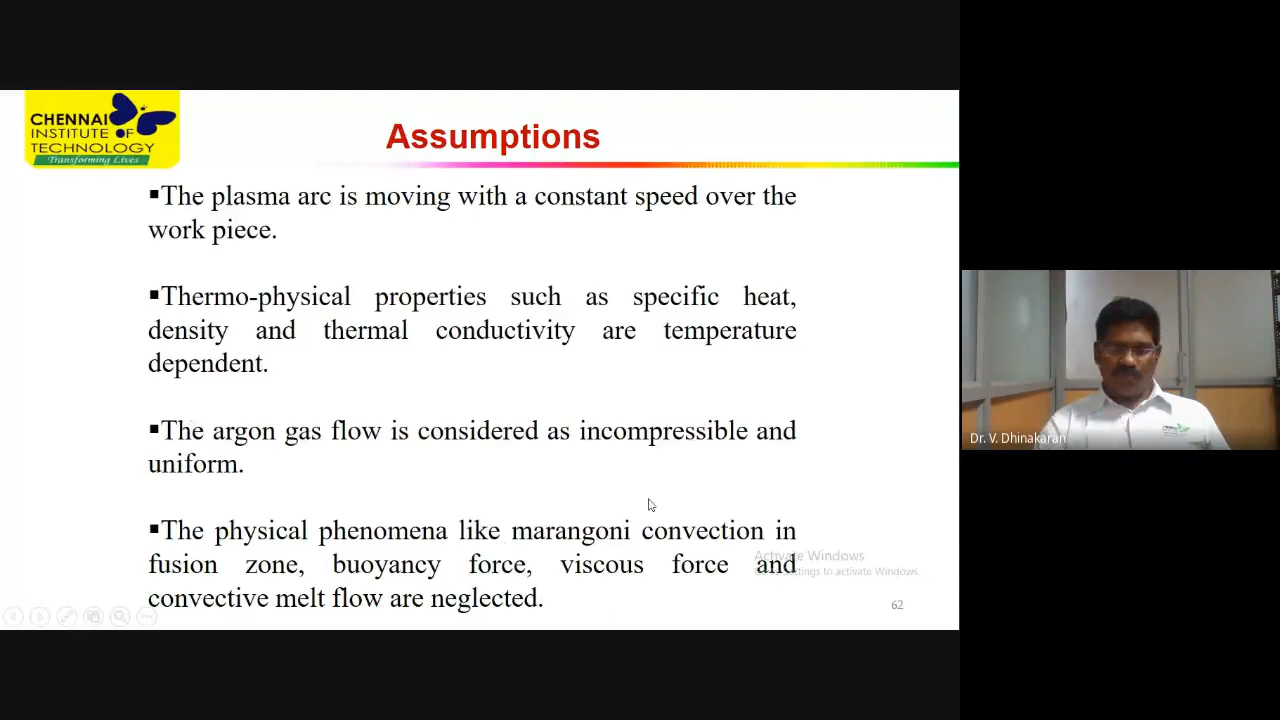 CHENNAI
INSTITUTE OF
TECHNOLOGY
Transforming Lives
Assumptions
▪The plasma arc is moving with a constant speed over the
work piece.
▪Thermo-physical properties such as specific heat,
density and thermal conductivity are temperature
dependent.
▪The argon gas flow is considered as incompressible and
uniform.
▪The physical phenomena like marangoni convection in
fusion zone, buoyancy force, viscous force and
convective melt flow are neglected.
Activate Windows
to activate Windows.
62
Dr. V. Dhinakaran